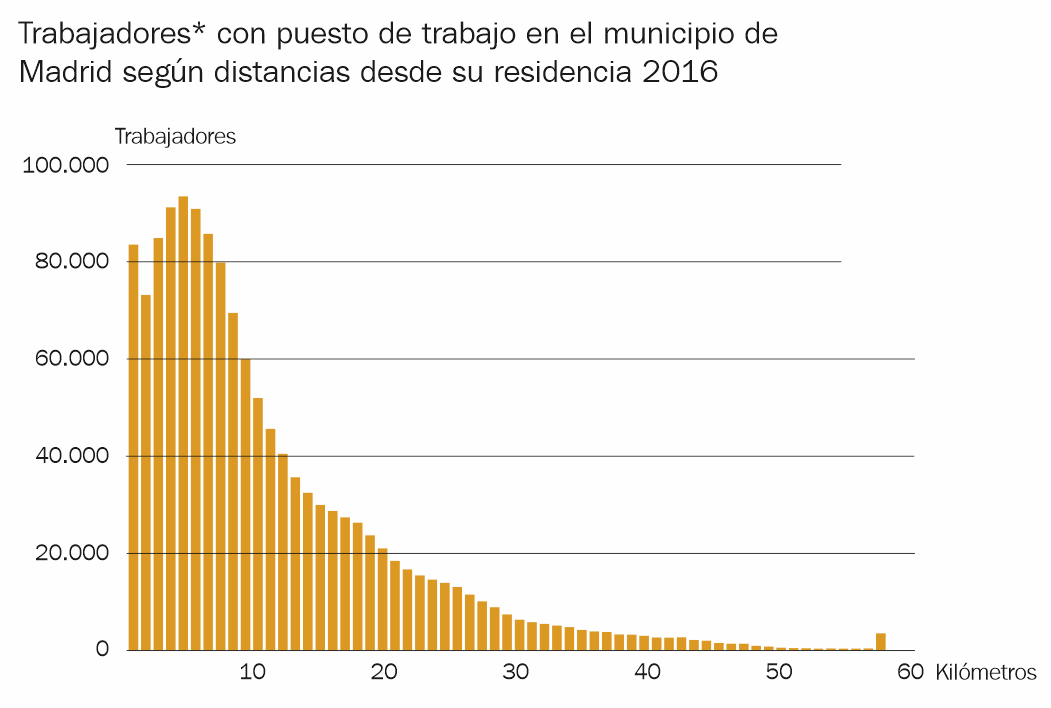 Trabajadores* con puesto de trabajo en el municipio de
Madrid según distancias desde su residencia 2016
Trabajadores
100.000
80.000
60.000
40.000
20.000
0
10 20 30 40 50 60 Kilómetros